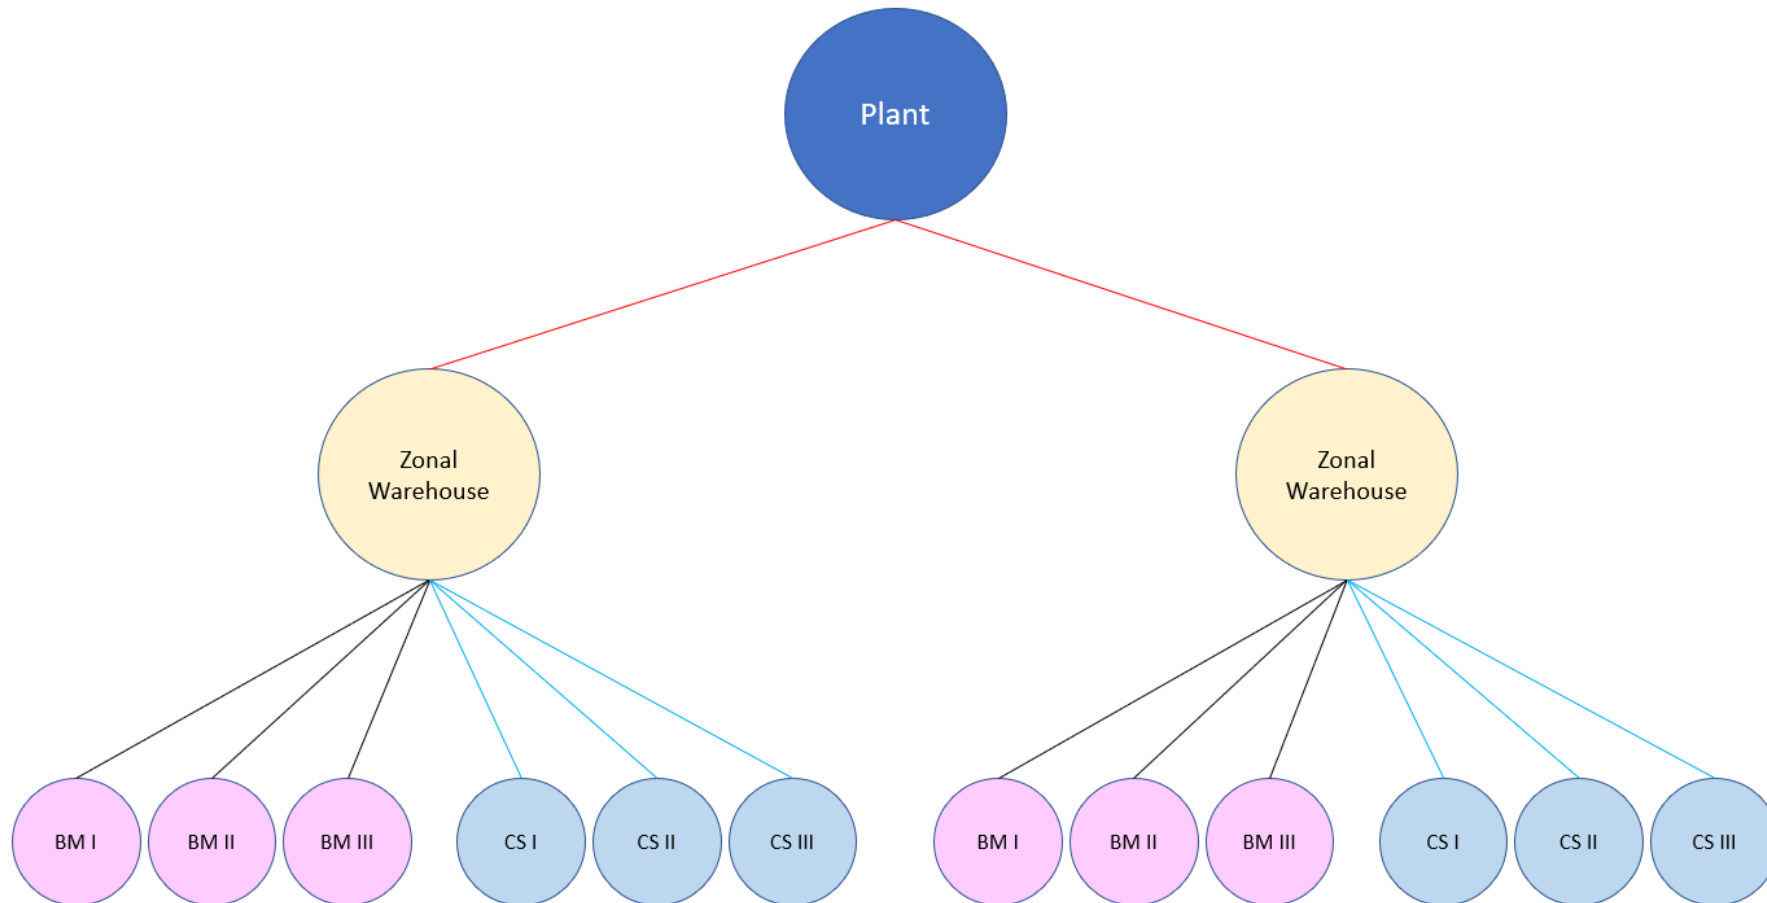 Plant
Zonal
Warehouse
Zonal
Warehouse
BM I
BM II
BM III
CS I
CS II
CS III
BM I
BM II
BM III
CS I
CS II
CS III